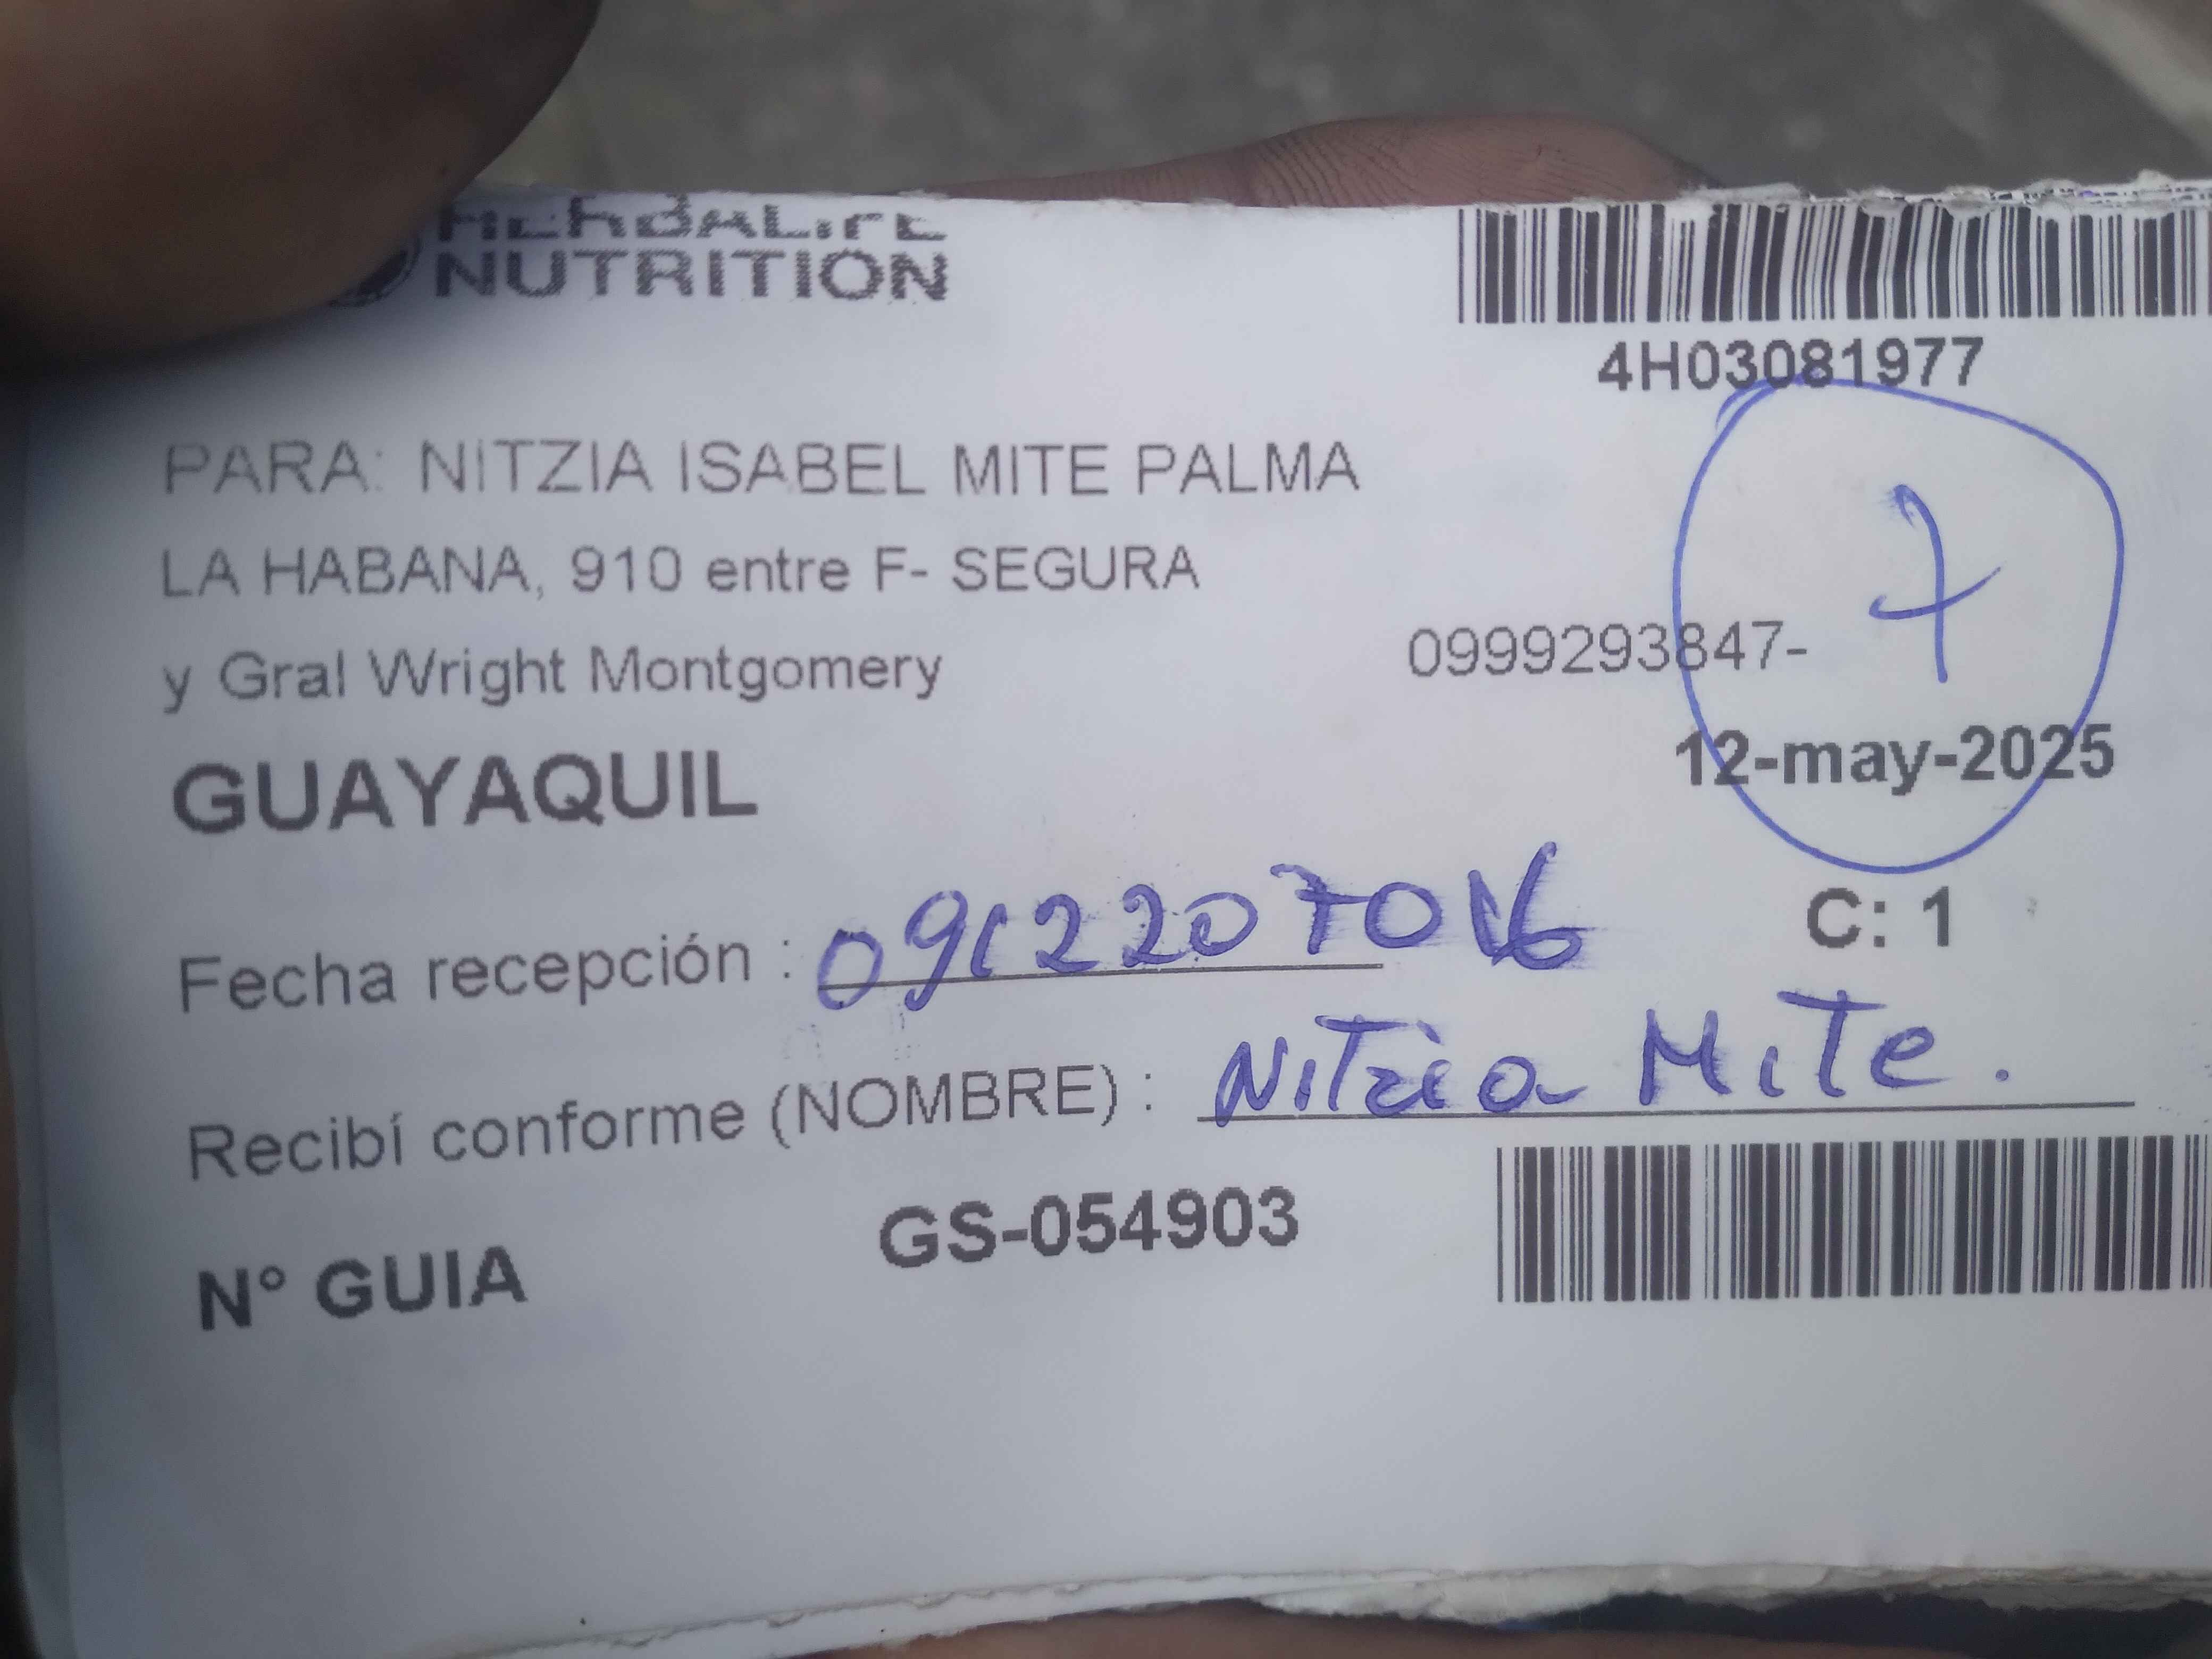 HERBALIFE
NUTRITION
4H03081977
PARA: NITZIA ISABEL MITE PALMA
LA HABANA, 910 entre F- SEGURA
7
y Gral Wright Montgomery
0999293847-
GUAYAQUIL
12-may-2025
C: 1
Fecha recepción : 0912207016
Recibí conforme (NOMBRE) : Nitzia Mite.
N° GUIA GS-054903